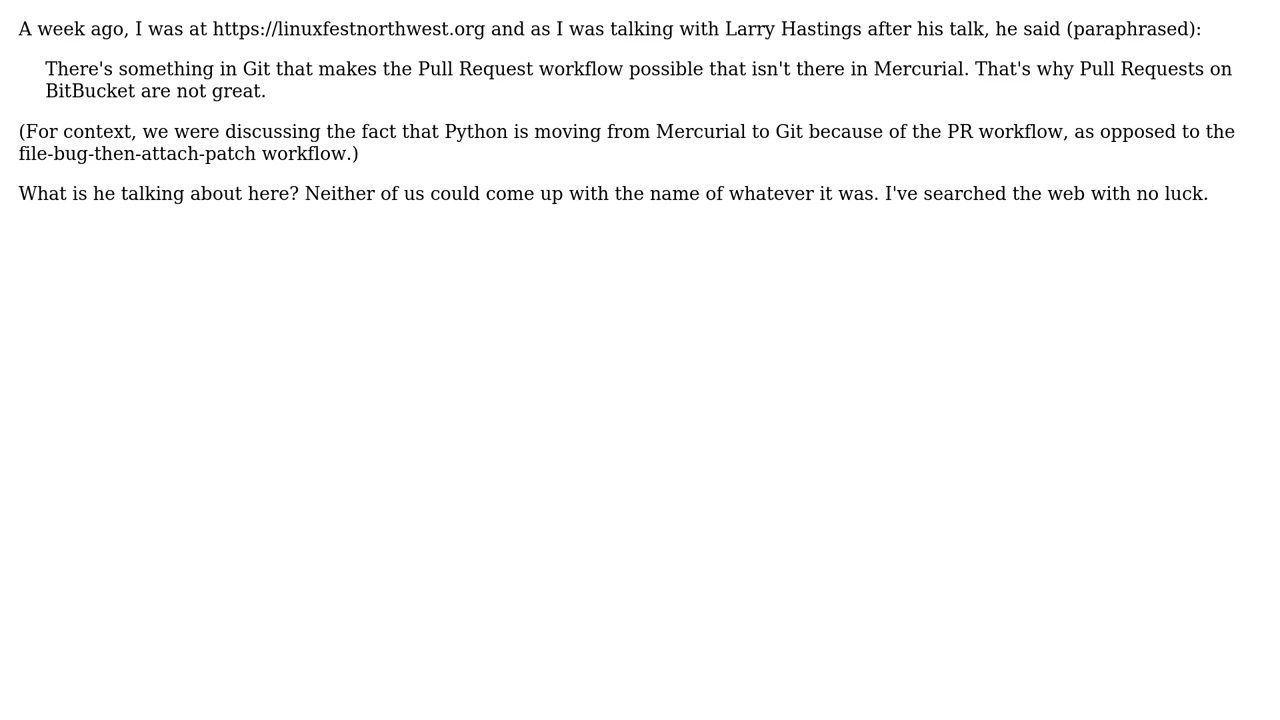 A week ago, I was at https://linuxfestnorthwest.org and as I was talking with Larry Hastings after his talk, he said (paraphrased):
There's something in Git that makes the Pull Request workflow possible that isn't there in Mercurial. That's why Pull Requests on
BitBucket are not great.
(For context, we were discussing the fact that Python is moving from Mercurial to Git because of the PR workflow, as opposed to the
file-bug-then-attach-patch workflow.)
What is he talking about here? Neither of us could come up with the name of whatever it was. I've searched the web with no luck.